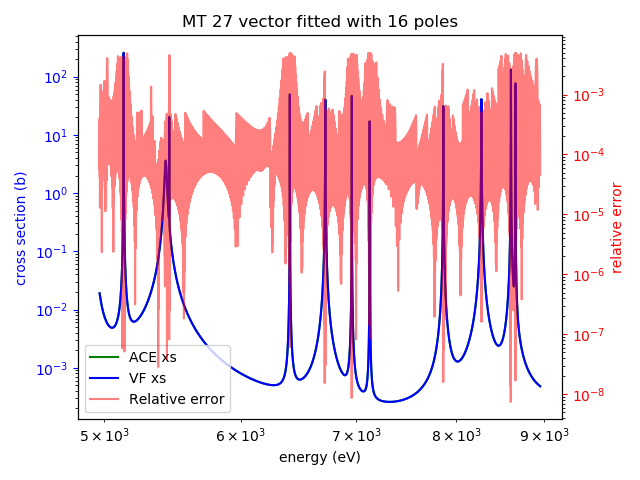 MT 27 vector fitted with 16 poles
10²
10¹
10⁰
10⁻¹
10⁻²
10⁻³
cross section (b)
10⁻³
10⁻⁴
10⁻⁵
10⁻⁶
10⁻⁷
10⁻⁸
relative error
ACE xs
VF xs
Relative error
5 × 10³ 6 × 10³ 7 × 10³ 8 × 10³ 9 × 10³
energy (eV)